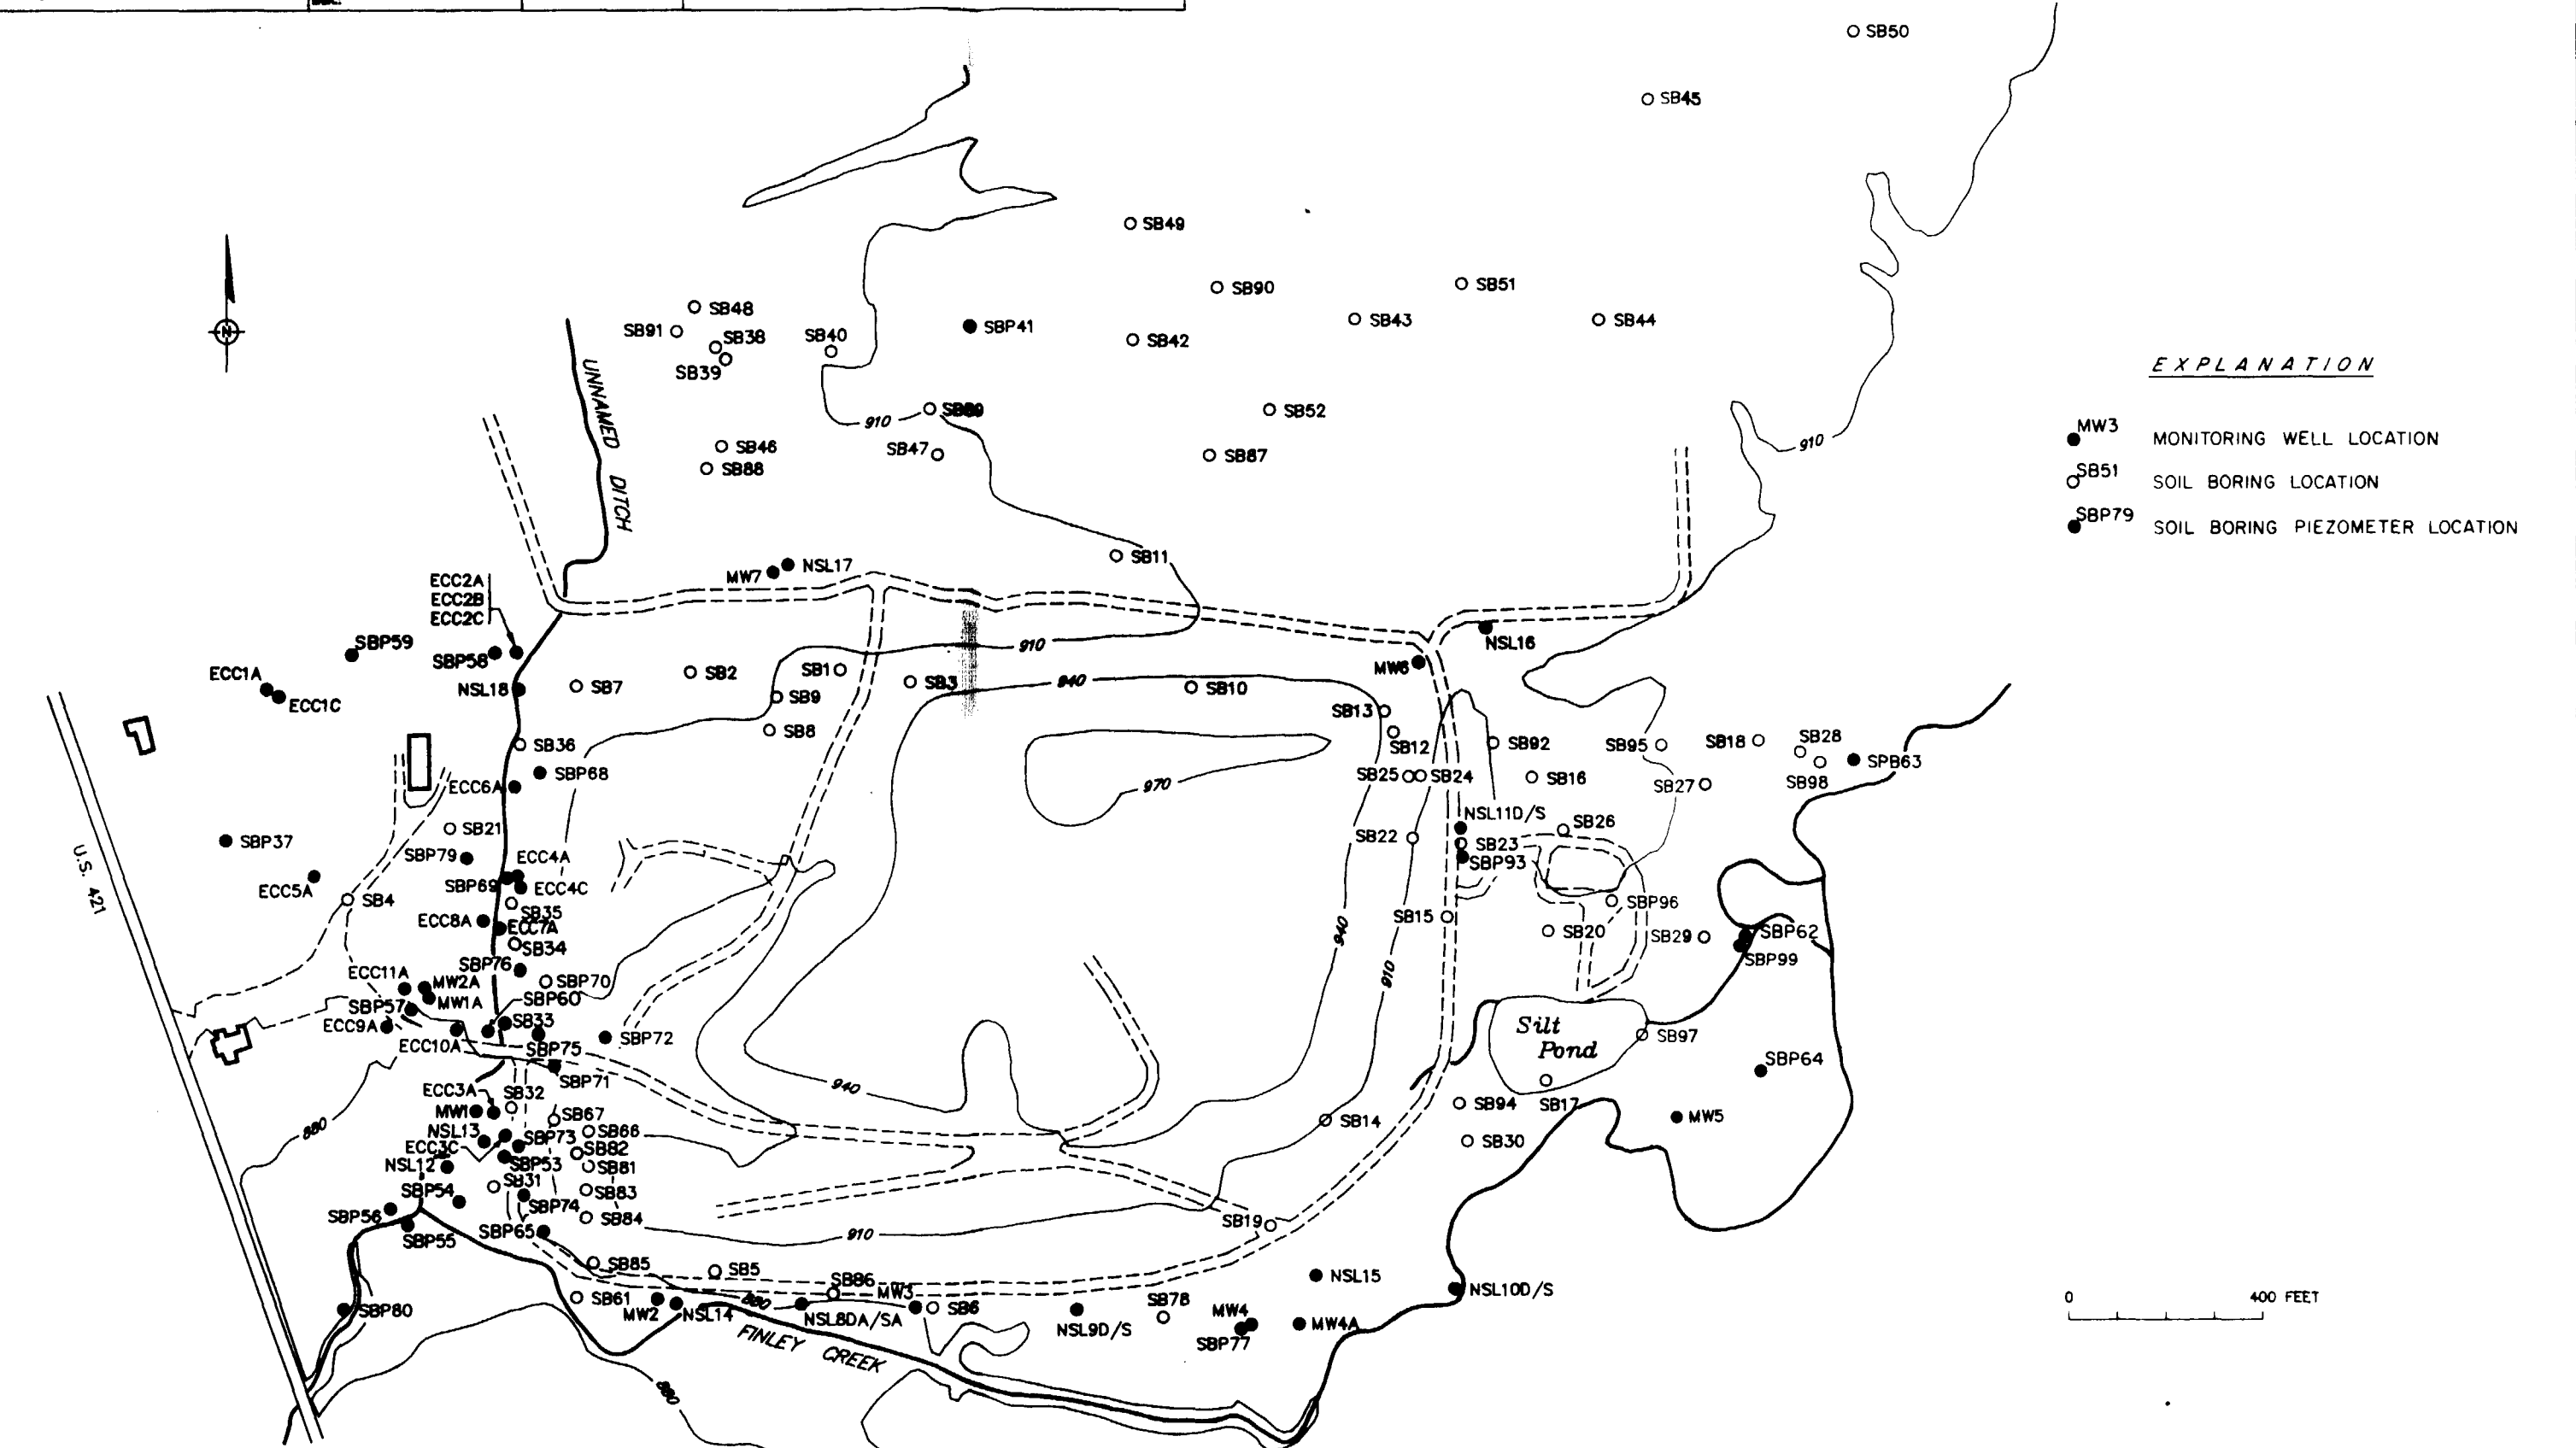 SB50
SB45
SB49
SB90
SB51
SB48
SB91
SB38
SB40
SBP41
SB43
SB44
SB42
SB39
N
UNNAMED DITCH
EXPLANATION
MW3
MONITORING WELL LOCATION
SB51
SOIL BORING LOCATION
SBP79
SOIL BORING PIEZOMETER LOCATION
910
SB52
910
SB46
SB47
SB87
SB88
SB11
NSL17
MW7
ECC2A
ECC2B
ECC2C
SBP59
SBP58
910
NSL16
MW6
ECC1A
ECC1C
NSL18
SB7
SB2
SB1
SB9
SB3
940
SB10
SB13
SB8
SB12
SB36
SB92
SB95
SB18
SB28
SPB63
SBP68
ECC6A
970
SB25
SB24
SB16
SB27
SB98
NSL11D/S
SB21
SB22
SB23
SB26
SBP37
SBP79
ECC4A
SBP93
ECC5A
SBP69
ECC4C
SB4
SB35
SBP96
U.S. 421
ECC8A
ECC7A
SB15
SB34
940
SB20
SB29
SBP62
SBP99
SBP76
910
ECC11A
MW2A
SBP70
MW1A
SBP60
SBP57
SB33
ECC9A
SBP72
Silt
Pond
SB97
ECC10A
SBP75
SBP64
SBP71
940
ECC3A
SB32
MW1
SB67
SB14
SB94
SB17
MW5
880
NSL13
SB66
SBP73
SB30
ECC3C
SB82
NSL12
SBP53
SB81
SBP54
SB31
SB83
SBP74
SBP56
SB84
SB19
SBP55
SBP65
910
SB85
SB5
NSL15
NSL10D/S
SB86
MW3
SB61
880
SB6
SB78
MW4
MW4A
SBP80
MW2
NSL14
NSL8DA/SA
NSL9D/S
SBP77
FINLEY CREEK
880
0 400 FEET